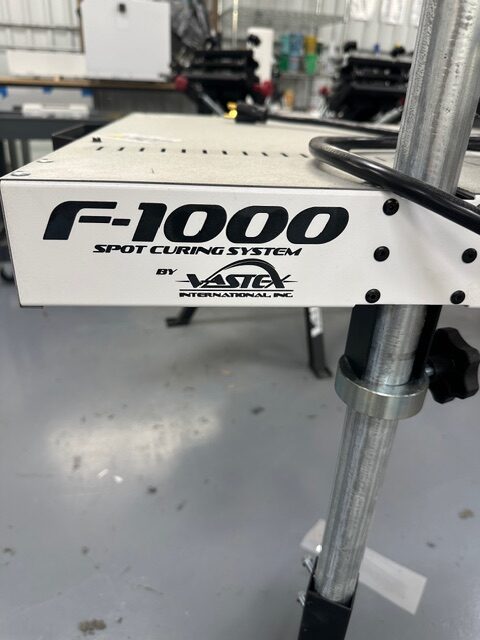 F-1000
SPOT CURING SYSTEM
BY VASTEX
INTERNATIONAL, INC.